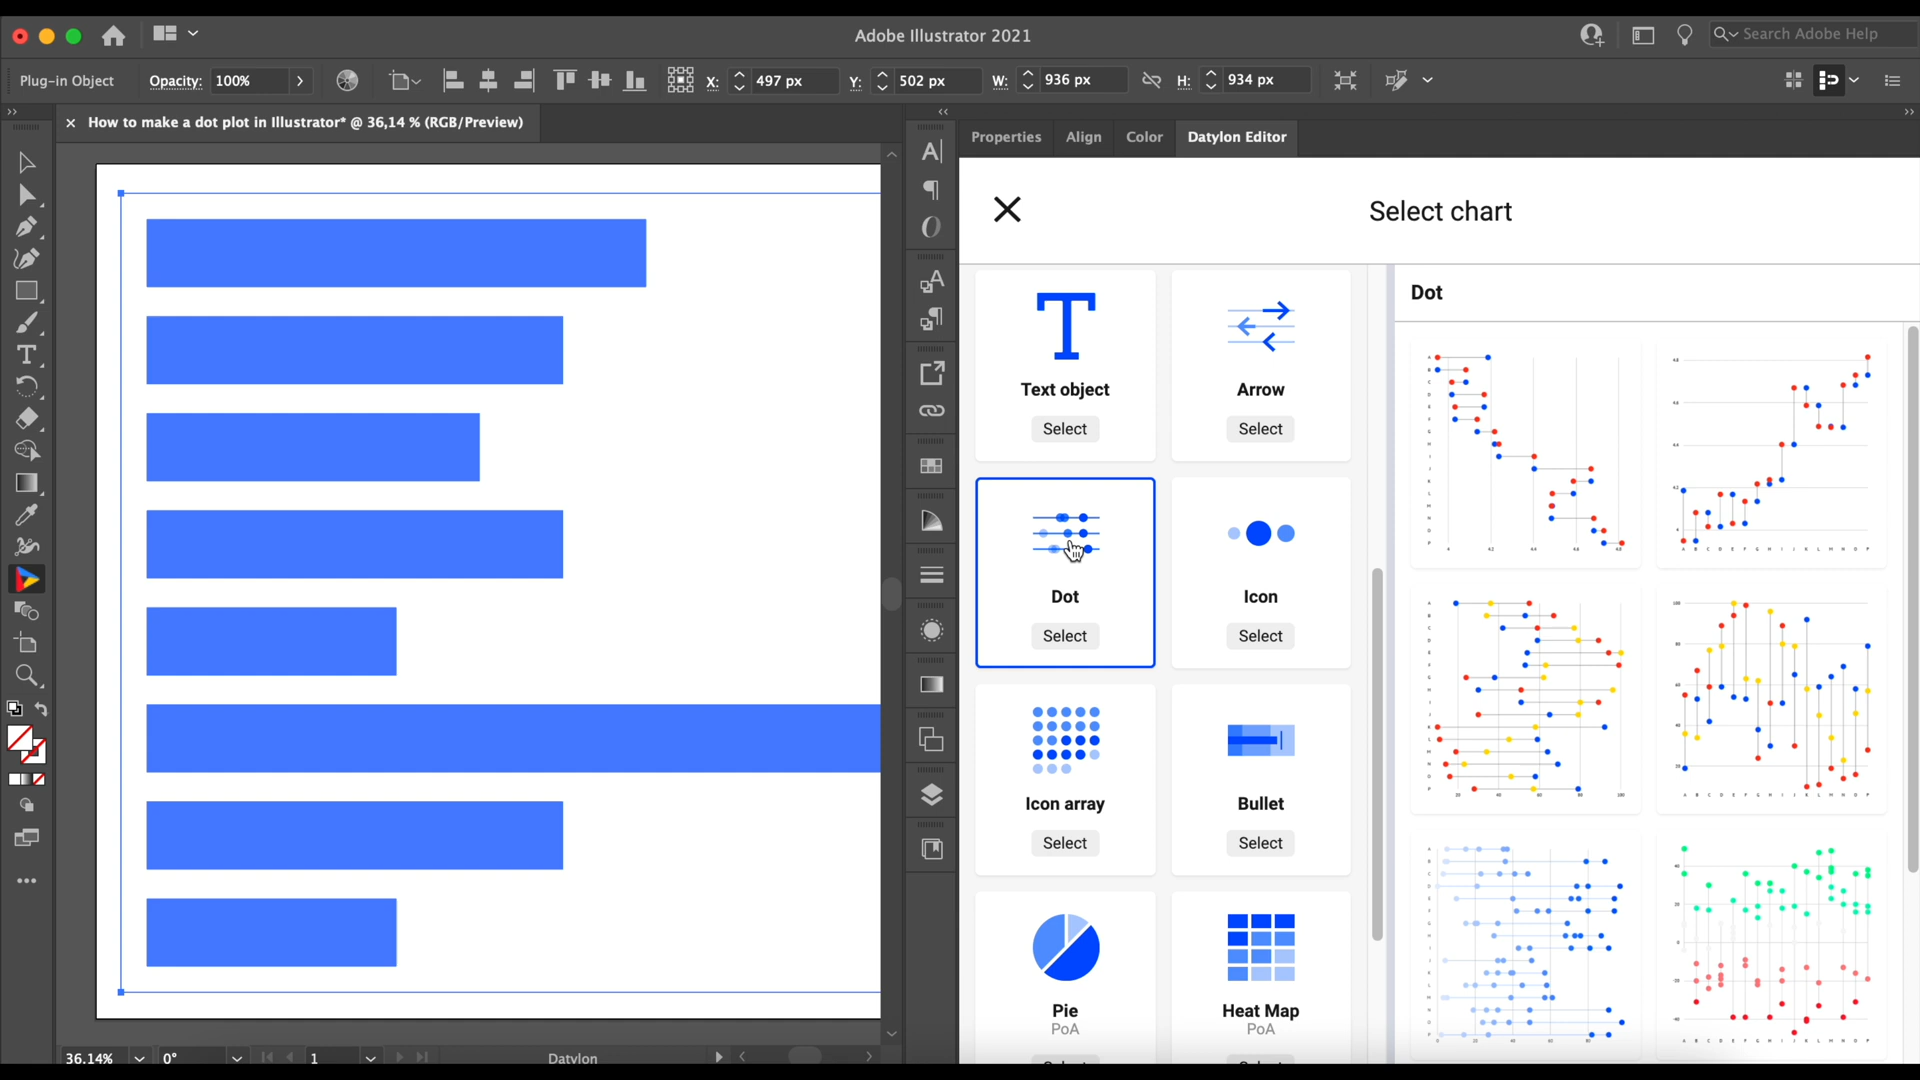 Adobe Illustrator 2021
Search Adobe Help
Plug-in Object
Opacity: 100%
X: 497 px
Y: 502 px
W: 936 px
H: 934 px
How to make a dot plot in Illustrator* @ 36,14 % (RGB/Preview)
Properties
Align
Color
Datylon Editor
Select chart
Text object
Select
Arrow
Select
Dot
Select
Icon
Select
Icon array
Select
Bullet
Select
Pie
PoA
Heat Map
PoA
Dot
36.14%
0°
1
Datylon